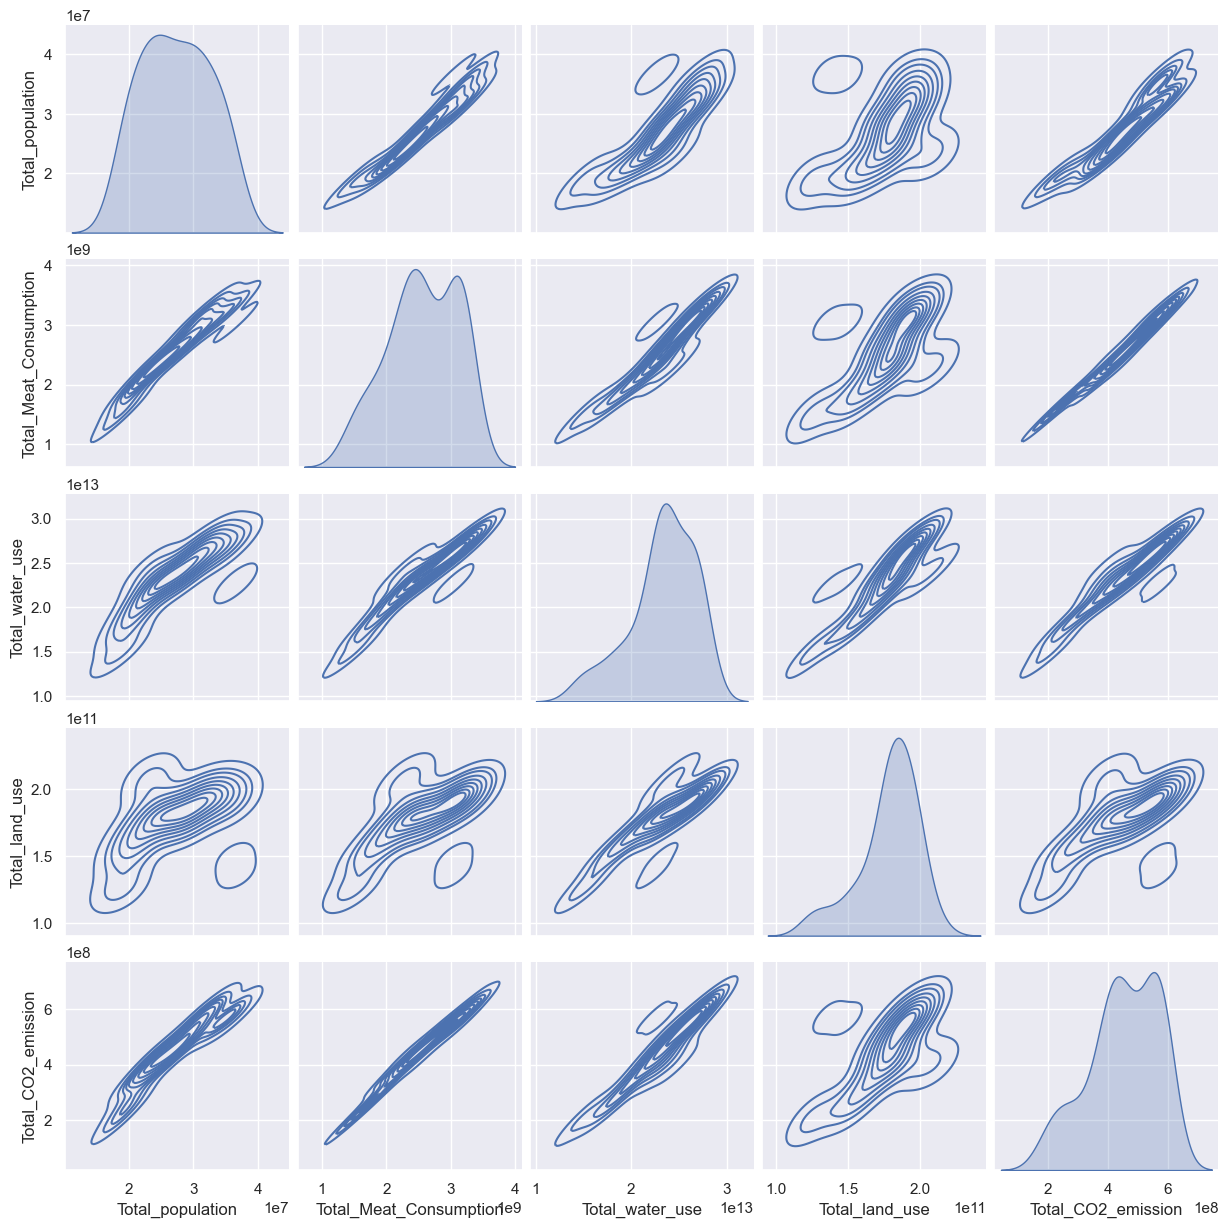 1e7
4
3
2
Total_population
1e9
4
3
2
1
Total_Meat_Consumption
1e13
3.0
2.5
2.0
1.5
1.0
Total_water_use
1e11
2.0
1.5
1.0
Total_land_use
1e8
6
4
2
Total_CO2_emission
2 3 4
Total_population 1e7
1 2 3 4
Total_Meat_Consumption 1e9
1 2 3
Total_water_use 1e13
1.0 1.5 2.0
Total_land_use 1e11
2 4 6
Total_CO2_emission 1e8